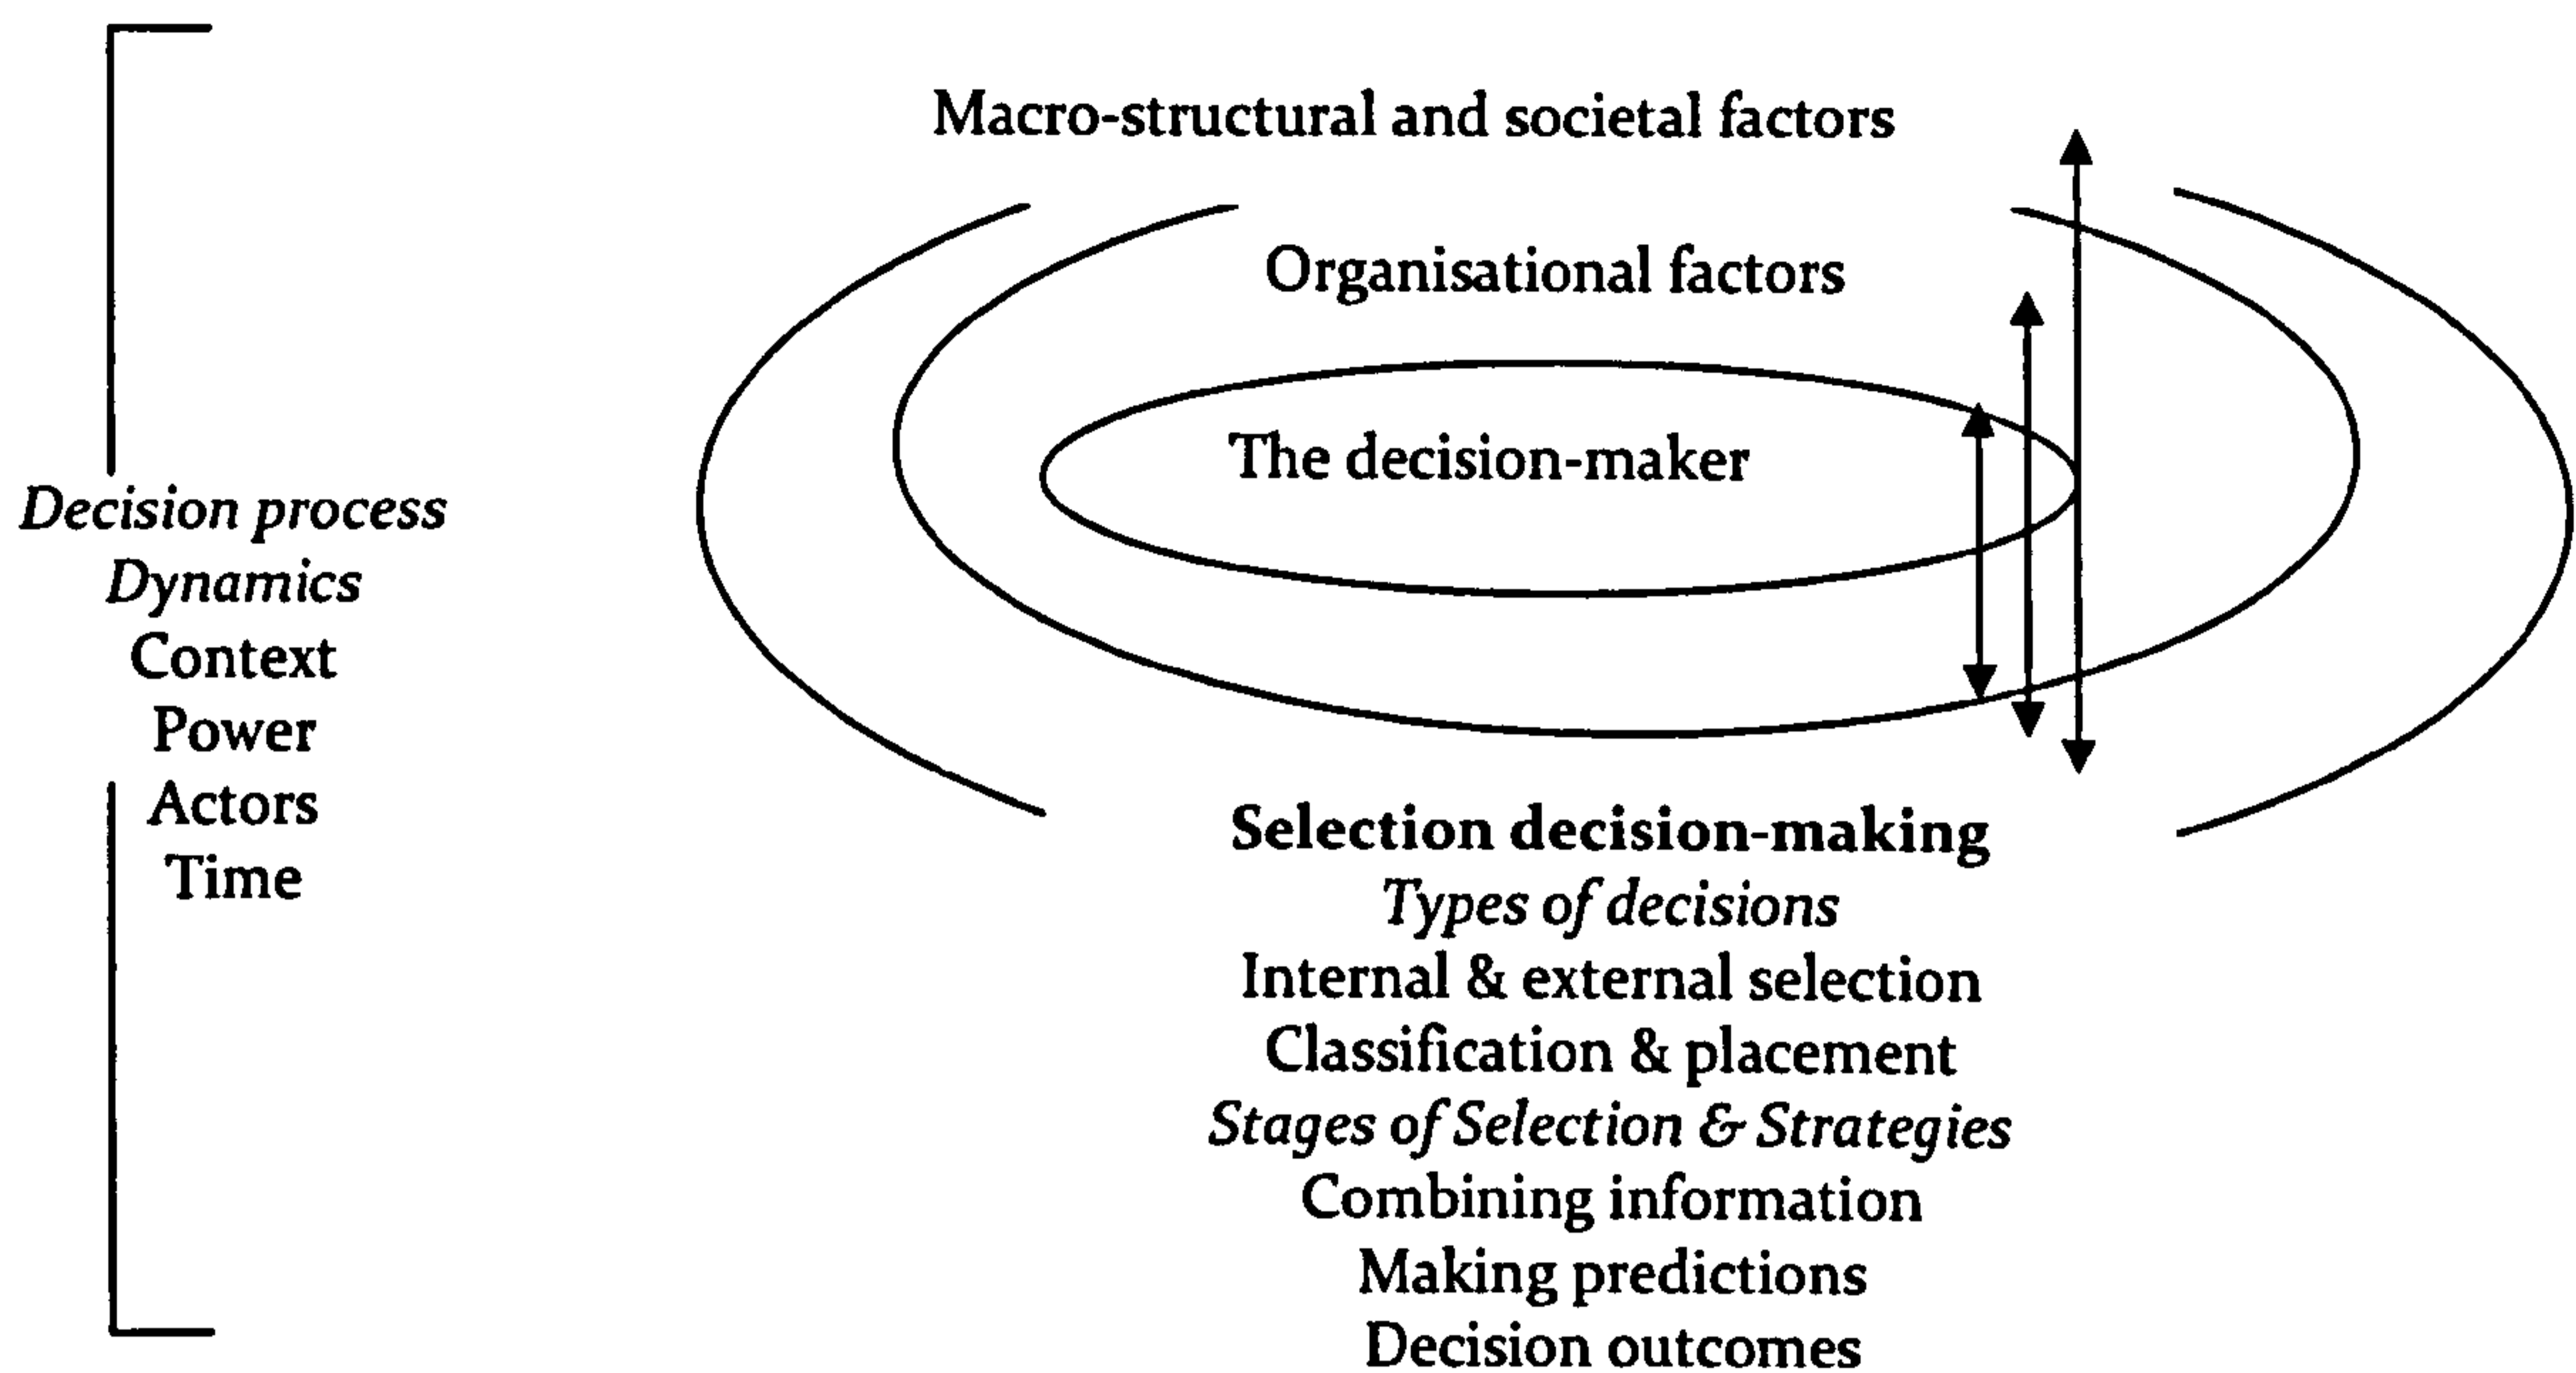 Macro-structural and societal factors
Organisational factors
The decision-maker
Decision process
Dynamics
Context
Power
Actors
Time
Selection decision-making
Types of decisions
Internal & external selection
Classification & placement
Stages of Selection & Strategies
Combining information
Making predictions
Decision outcomes